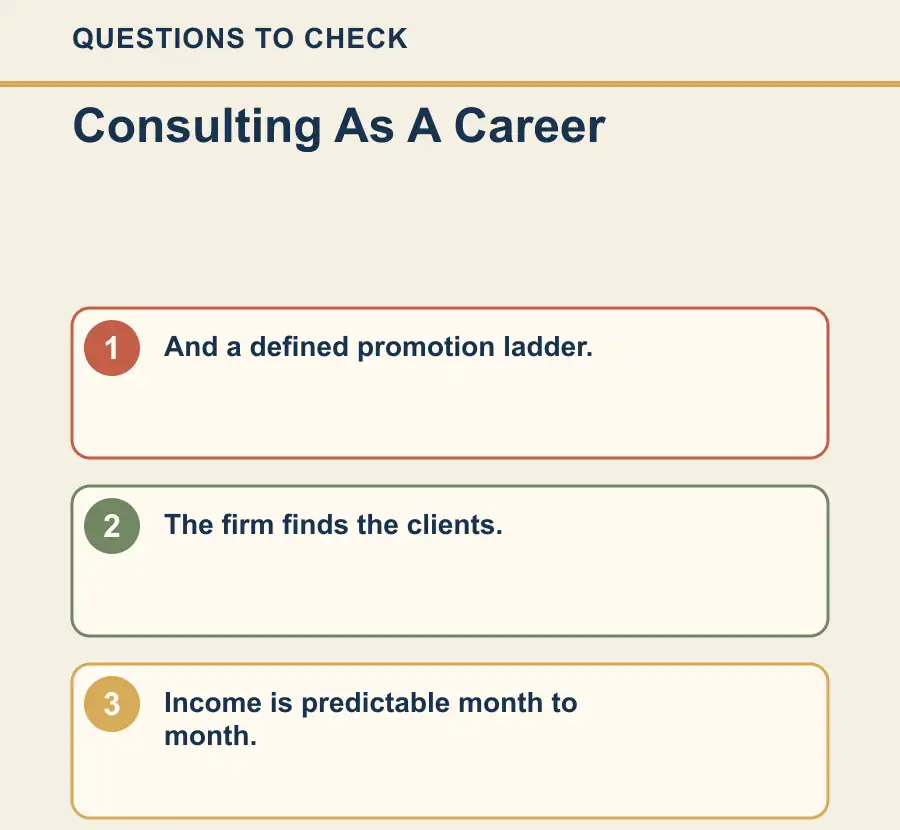 QUESTIONS TO CHECK
Consulting As A Career
1
And a defined promotion ladder.
2
The firm finds the clients.
3
Income is predictable month to
month.